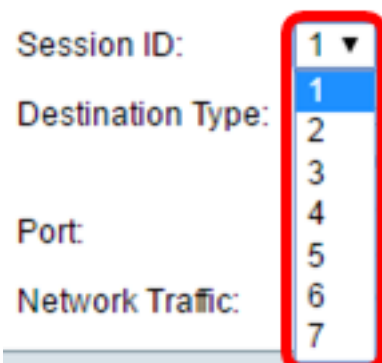 Session ID: 1 ▼
1
Destination Type:
2
3
4
Port:
5
Network Traffic:
6
7